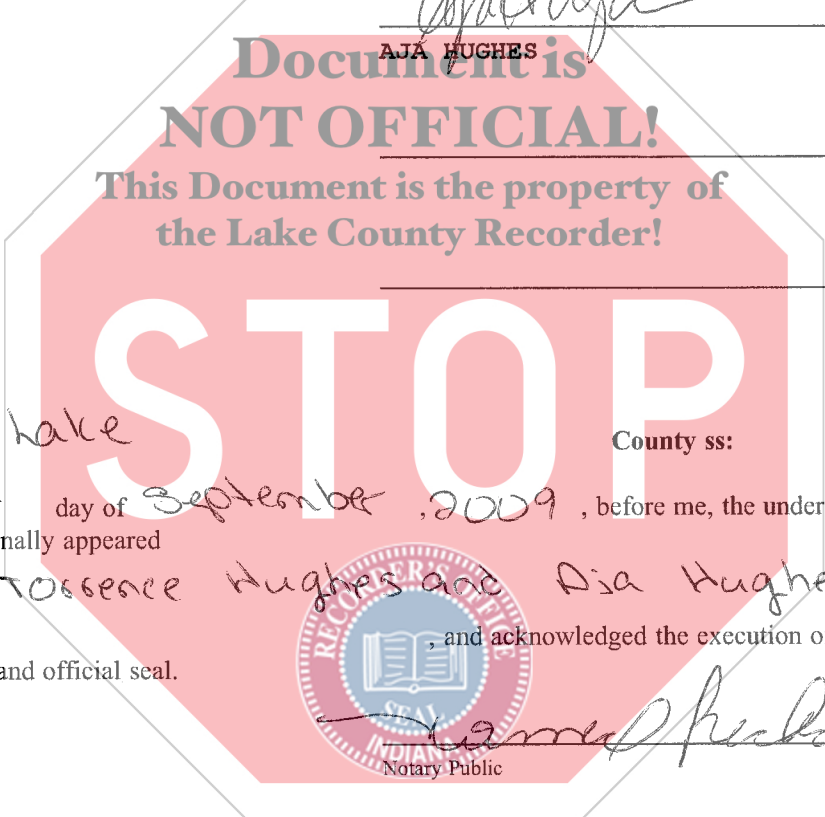 AJA HUGHES
Document is
NOT OFFICIAL!
This Document is the property of
the Lake County Recorder!
STOP
Lake
County ss:
day of September , 2009 , before me, the under
nally appeared
Torrence Hughes and Aja Hughe
, and acknowledged the execution o
and official seal.
RECORDER'S OFFICE
SEAL
INDIANA
Notary Public